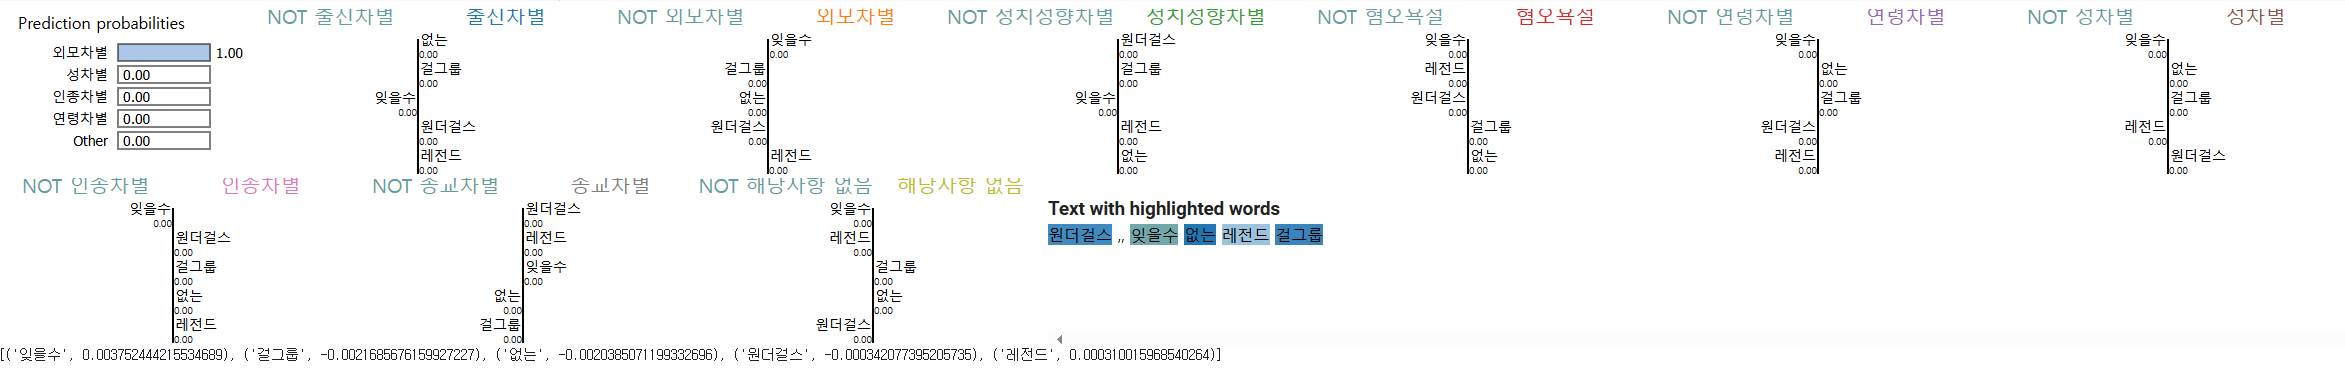 Prediction probabilities
외모차별 1.00
성차별 0.00
인종차별 0.00
연령차별 0.00
Other 0.00
NOT 출신차별 출신차별
없는
0.00
걸그룹
0.00
잊을수
0.00
원더걸스
0.00
레전드
0.00
NOT 외모차별 외모차별
잊을수
0.00
걸그룹
0.00
없는
0.00
원더걸스
0.00
레전드
0.00
NOT 성치성향차별 성치성향차별
원더걸스
0.00
걸그룹
0.00
잊을수
0.00
레전드
0.00
없는
0.00
NOT 혐오욕설 혐오욕설
잊을수
0.00
레전드
0.00
원더걸스
0.00
걸그룹
0.00
없는
0.00
NOT 연령차별 연령차별
잊을수
0.00
없는
0.00
걸그룹
0.00
원더걸스
0.00
레전드
0.00
NOT 성차별 성차별
잊을수
0.00
없는
0.00
걸그룹
0.00
레전드
0.00
원더걸스
0.00
NOT 인종차별 인종차별
잊을수
0.00
원더걸스
0.00
걸그룹
0.00
없는
0.00
레전드
0.00
NOT 종교차별 종교차별
원더걸스
0.00
레전드
0.00
잊을수
0.00
없는
0.00
걸그룹
0.00
NOT 해당사항 없음 해당사항 없음
잊을수
0.00
레전드
0.00
걸그룹
0.00
없는
0.00
원더걸스
0.00
Text with highlighted words
원더걸스 ,, 잊을수 없는 레전드 걸그룹
[('잊을수', 0.003752444215534689), ('걸그룹', -0.0021685676159927227), ('없는', -0.0020385071199332696), ('원더걸스', -0.000342077395205735), ('레전드', 0.000310015968540264)]